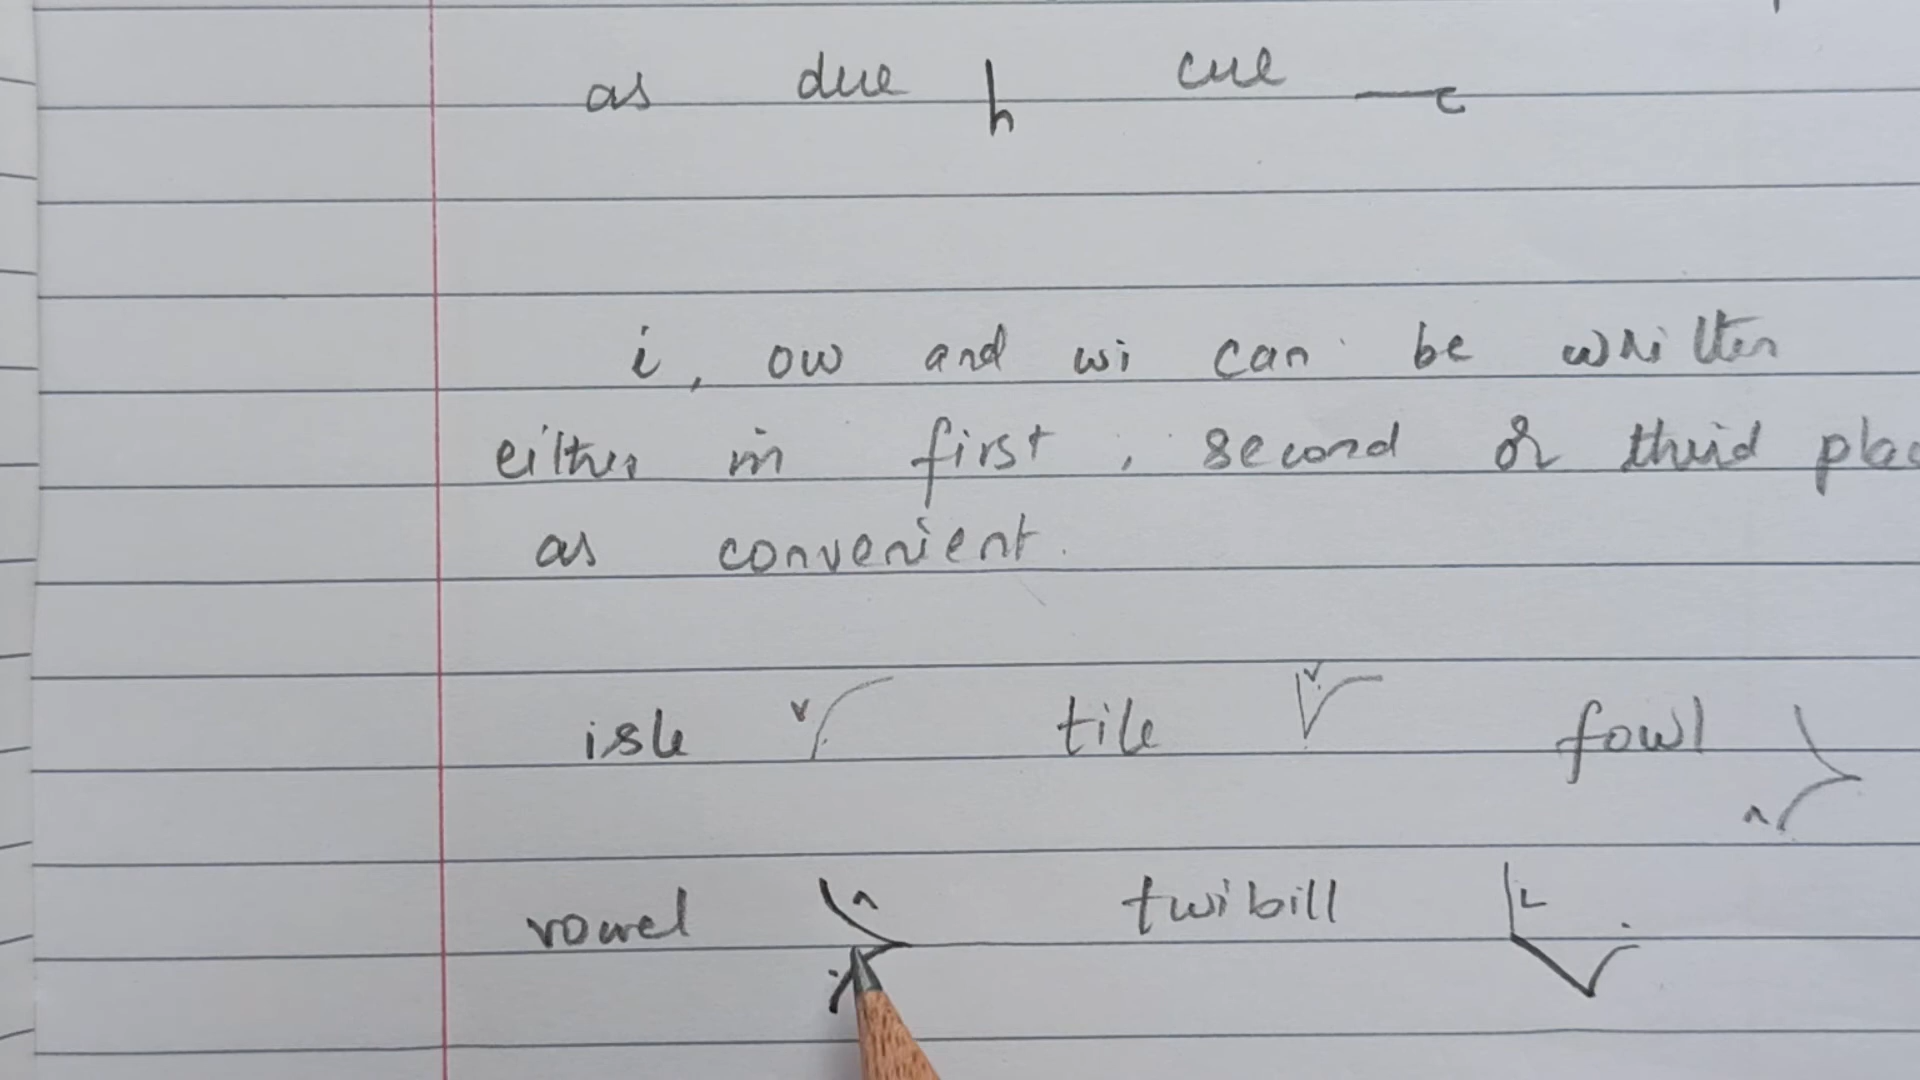 as due cue
i, ow and wi can be written
either in first, second or third plac
as convenient.
isle tile fowl
vowel twibill